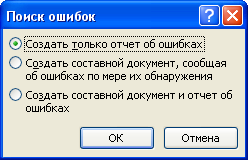 Поиск ошибок
Создать только отчет об ошибках
Создать составной документ, сообщая
об ошибках по мере их обнаружения
Создать составной документ и отчет об
ошибках
ОК
Отмена